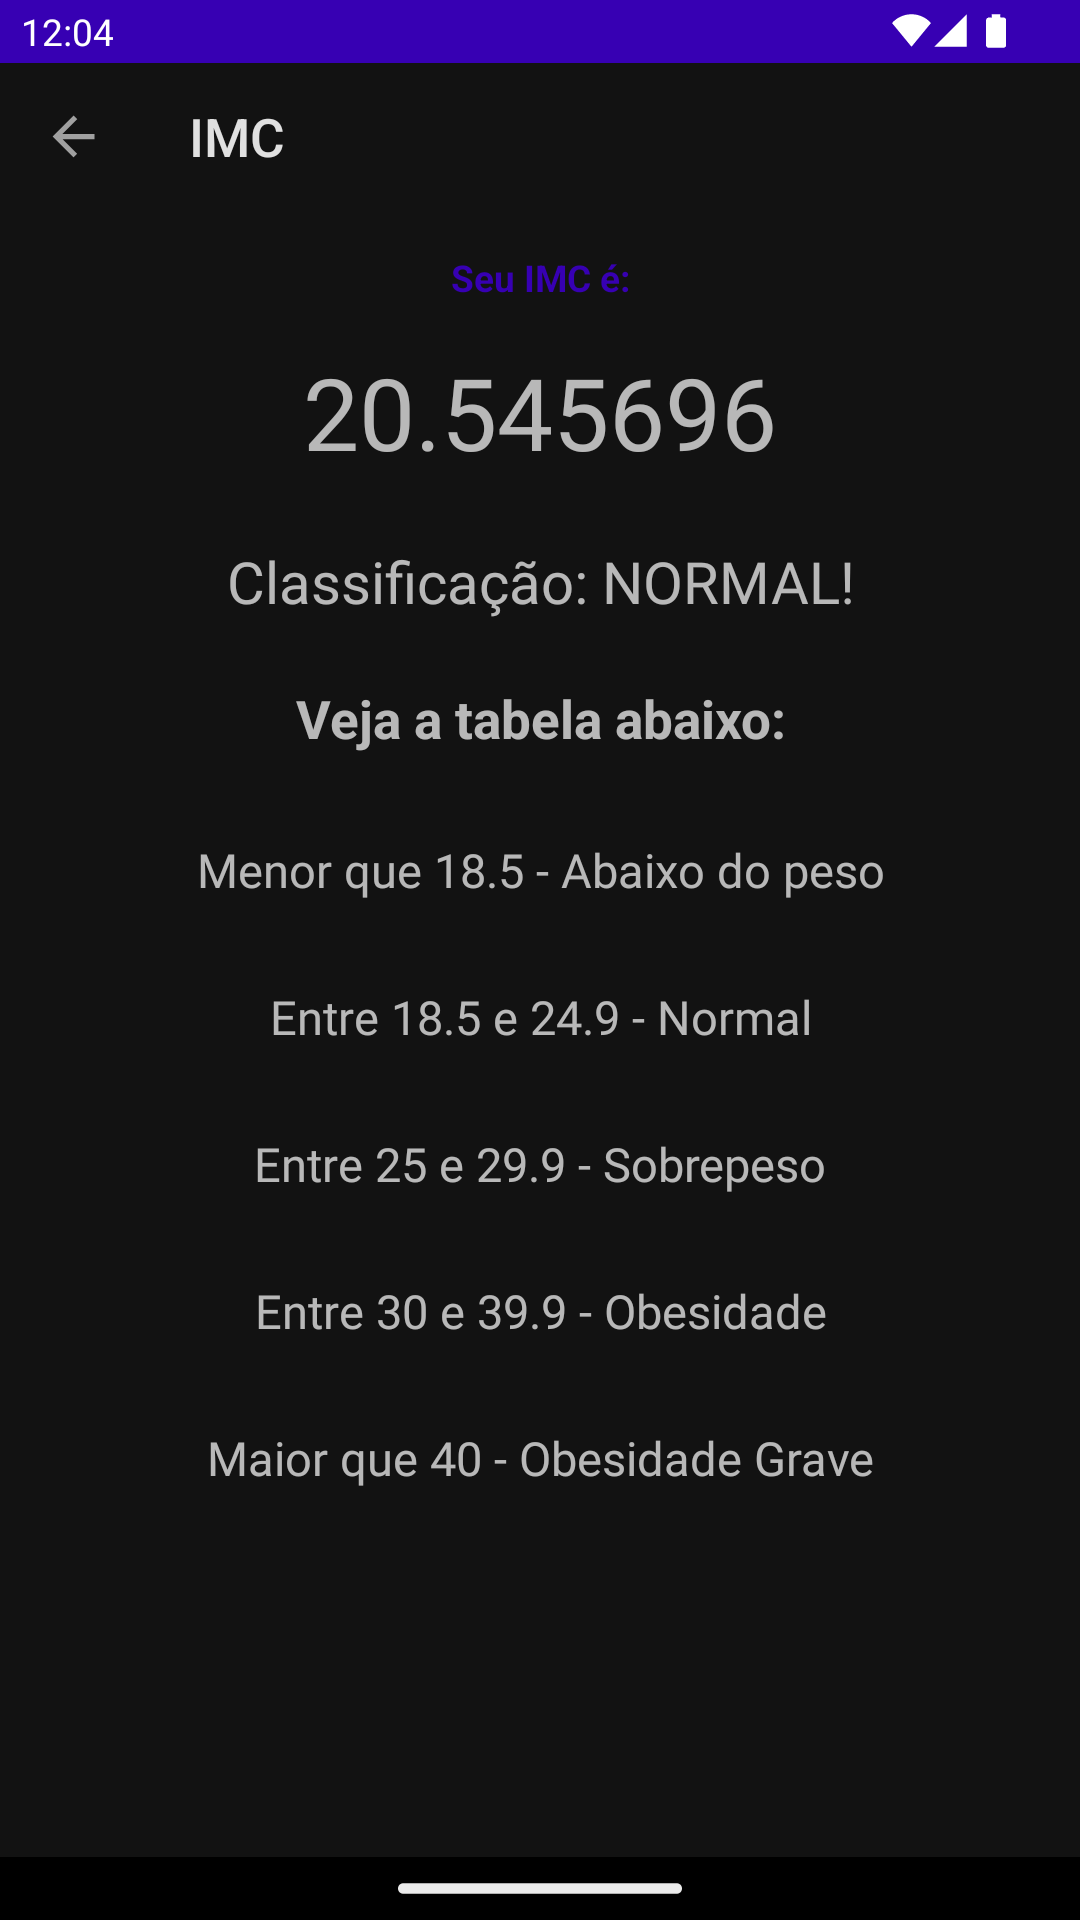 12:04
IMC
Seu IMC é:
20.545696
Classificação: NORMAL!
Veja a tabela abaixo:
Menor que 18.5 - Abaixo do peso
Entre 18.5 e 24.9 - Normal
Entre 25 e 29.9 - Sobrepeso
Entre 30 e 39.9 - Obesidade
Maior que 40 - Obesidade Grave